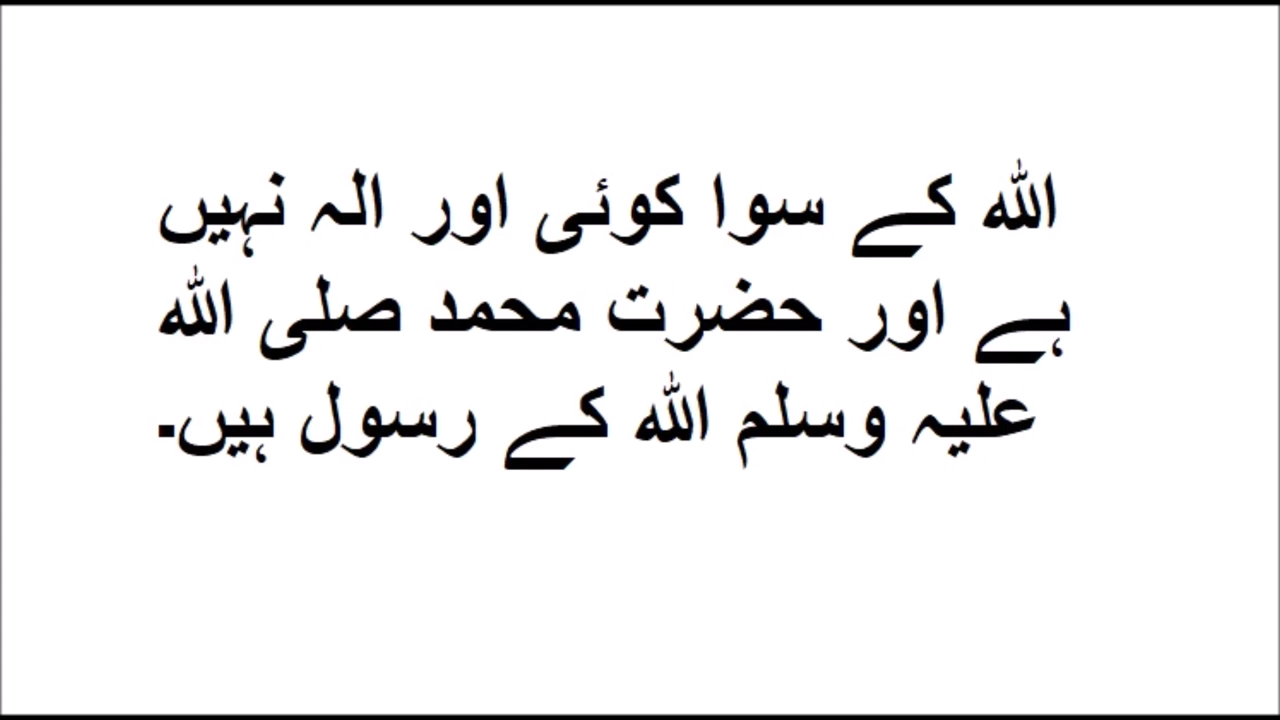 اللہ کے سوا کوئی اور الہ نہیں
ہے اور حضرت محمد صلی اللہ
علیہ وسلم اللہ کے رسول ہیں۔